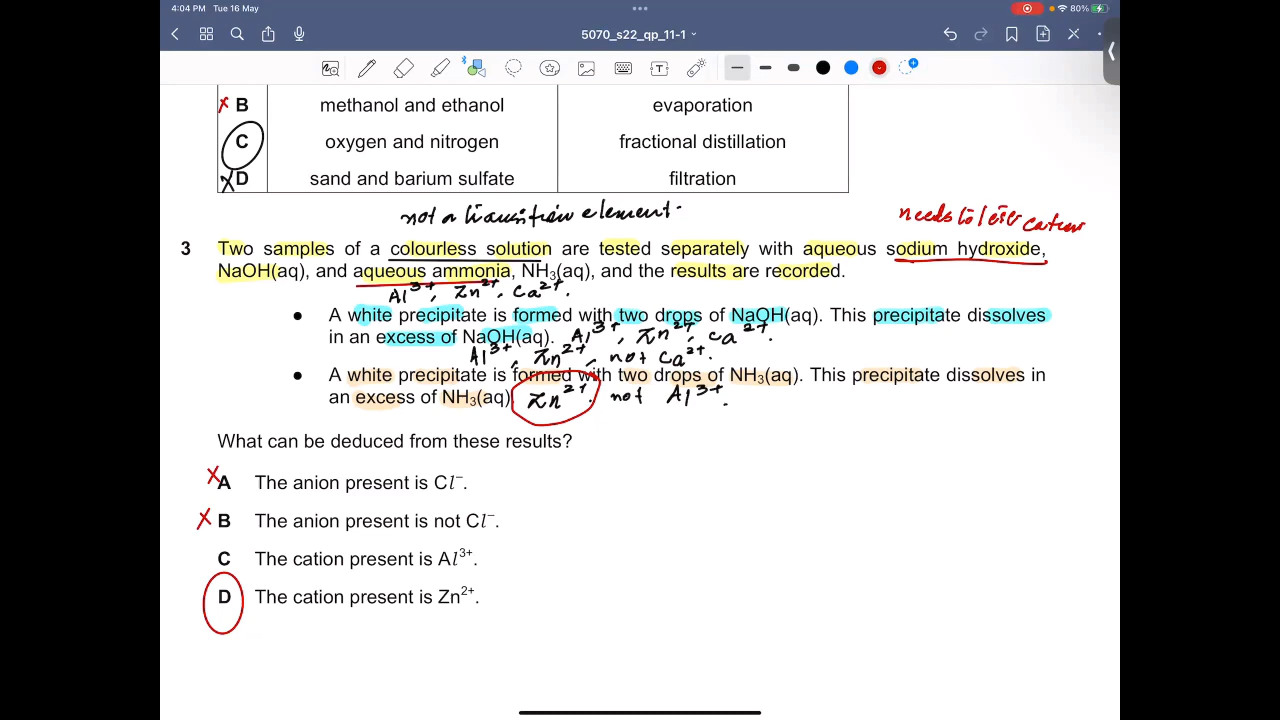 4:04 PM Tue 16 May
80%
5070_s22_qp_11-1
B methanol and ethanol evaporation
C oxygen and nitrogen fractional distillation
D sand and barium sulfate filtration
not a transition element.
needs to test cation
3 Two samples of a colourless solution are tested separately with aqueous sodium hydroxide,
NaOH(aq), and aqueous ammonia, NH₃(aq), and the results are recorded.
Al³⁺, Zn²⁺, Ca²⁺.
● A white precipitate is formed with two drops of NaOH(aq). This precipitate dissolves
in an excess of NaOH(aq). Al³⁺, Zn²⁺, Ca²⁺.
Al³⁺, Zn²⁺, not Ca²⁺.
● A white precipitate is formed with two drops of NH₃(aq). This precipitate dissolves in
an excess of NH₃(aq) Zn²⁺. not Al³⁺.
What can be deduced from these results?
X A The anion present is Cl⁻.
X B The anion present is not Cl⁻.
C The cation present is Al³⁺.
D The cation present is Zn²⁺.